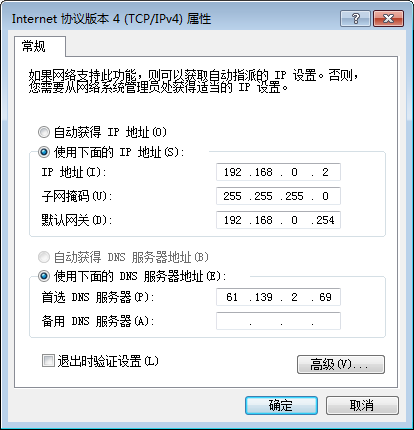 Internet 协议版本 4 (TCP/IPv4) 属性
常规
如果网络支持此功能，则可以获取自动指派的 IP 设置。否则，
您需要从网络系统管理员处获得适当的 IP 设置。
自动获得 IP 地址(O)
使用下面的 IP 地址(S):
IP 地址(I): 192 .168 . 0 . 2
子网掩码(U): 255 .255 .255 . 0
默认网关(D): 192 .168 . 0 .254
自动获得 DNS 服务器地址(B)
使用下面的 DNS 服务器地址(E):
首选 DNS 服务器(P): 61 .139 . 2 . 69
备用 DNS 服务器(A): . . .
退出时验证设置(L)
高级(V)...
确定 取消